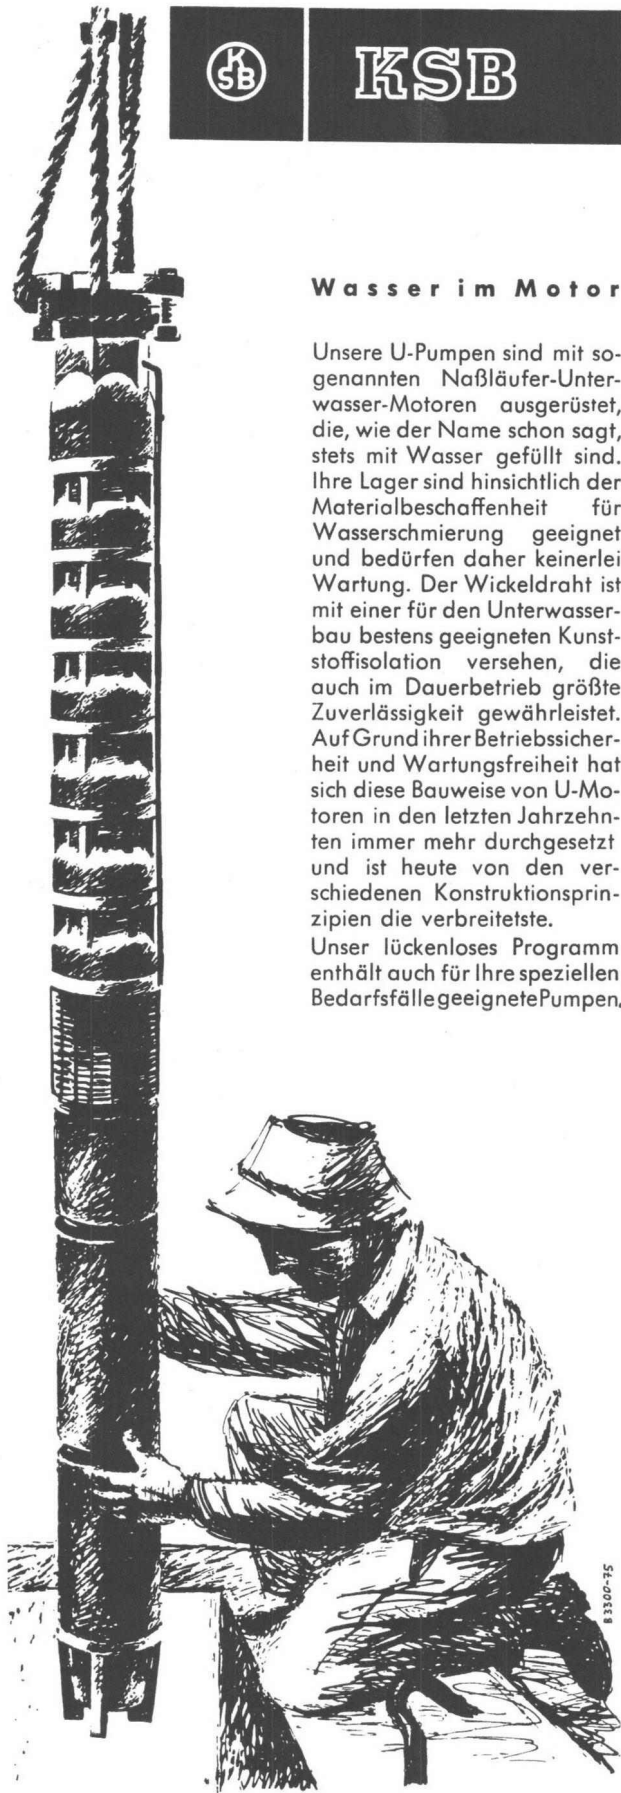 K
SB
KSB
Wasser im Motor
Unsere U-Pumpen sind mit so-
genannten Naßläufer-Unter-
wasser-Motoren ausgerüstet,
die, wie der Name schon sagt,
stets mit Wasser gefüllt sind.
Ihre Lager sind hinsichtlich der
Materialbeschaffenheit für
Wasserschmierung geeignet
und bedürfen daher keinerlei
Wartung. Der Wickeldraht ist
mit einer für den Unterwasser-
bau bestens geeigneten Kunst-
stoffisolation versehen, die
auch im Dauerbetrieb größte
Zuverlässigkeit gewährleistet.
Auf Grund ihrer Betriebssicher-
heit und Wartungsfreiheit hat
sich diese Bauweise von U-Mo-
toren in den letzten Jahrzehn-
ten immer mehr durchgesetzt
und ist heute von den ver-
schiedenen Konstruktionsprin-
zipien die verbreitetste.
Unser lückenloses Programm
enthält auch für Ihre speziellen
Bedarfsfälle geeignete Pumpen.
B3300-75